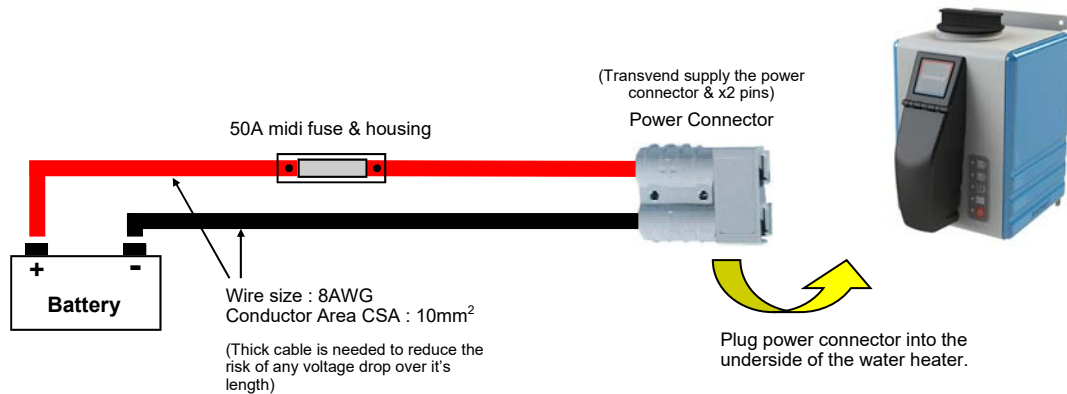 (Transvend supply the power
connector & x2 pins)
Power Connector
50A midi fuse & housing
+ -
Battery
Wire size : 8AWG
Conductor Area CSA : 10mm²
(Thick cable is needed to reduce the
risk of any voltage drop over it's
length)
Plug power connector into the
underside of the water heater.